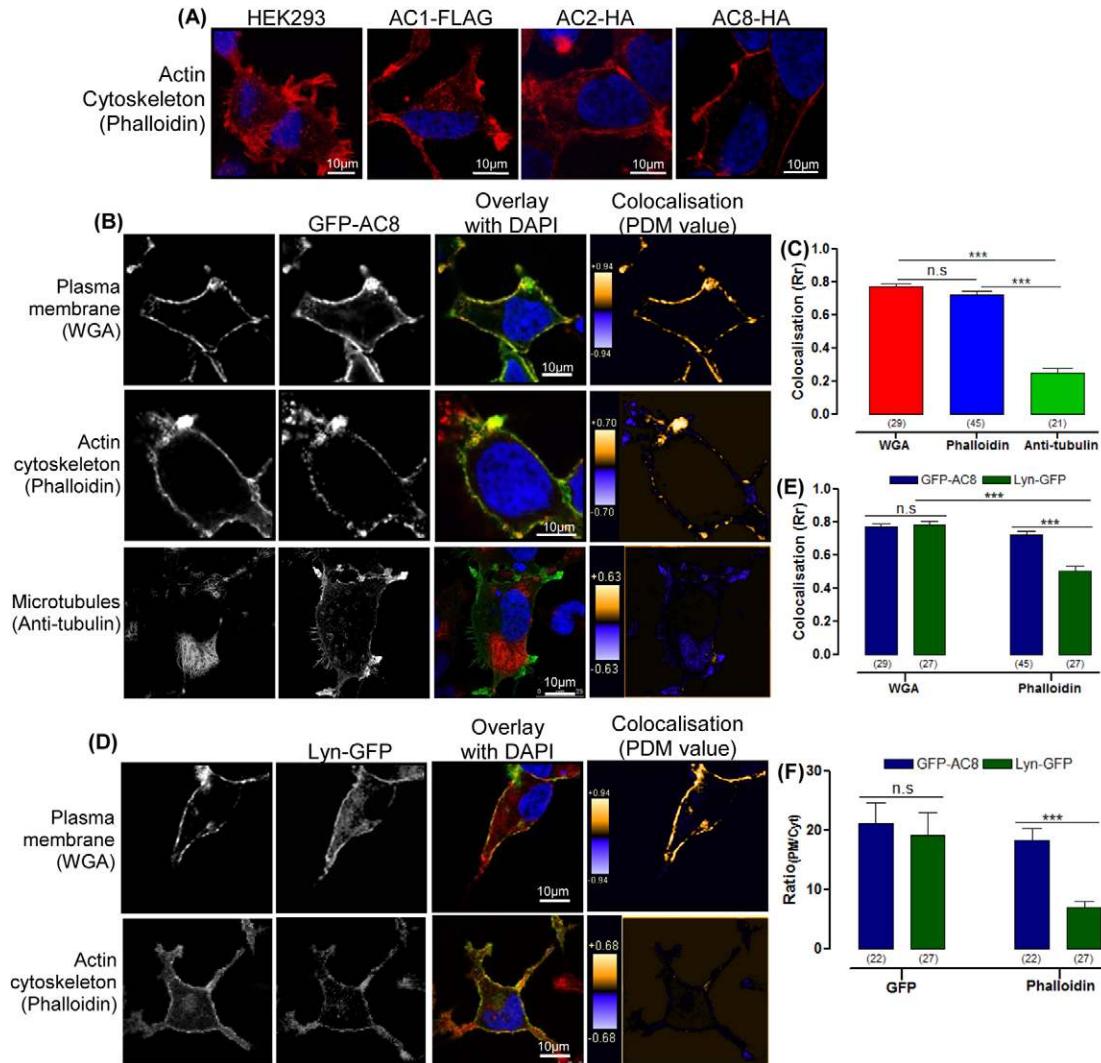 (A)
HEK293
AC1-FLAG
AC2-HA
AC8-HA
Actin
Cytoskeleton
(Phalloidin)
10µm
10µm
10µm
10µm
(B)
GFP-AC8
Overlay
with DAPI
Colocalisation
(PDM value)
Plasma
membrane
(WGA)
10µm
+0.94
-0.94
Actin
cytoskeleton
(Phalloidin)
10µm
+0.70
-0.70
Microtubules
(Anti-tubulin)
10µm
+0.63
-0.63
(C)
Colocalisation (Rr)
1.0
0.8
0.6
0.4
0.2
0.0
***
n.s
***
(29)
(45)
(21)
WGA
Phalloidin
Anti-tubulin
(E)
GFP-AC8
Lyn-GFP
Colocalisation (Rr)
1.0
0.8
0.6
0.4
0.2
0.0
***
n.s
***
(29)
(27)
(45)
(27)
WGA
Phalloidin
(D)
Lyn-GFP
Overlay
with DAPI
Colocalisation
(PDM value)
Plasma
membrane
(WGA)
10µm
+0.94
-0.94
Actin
cytoskeleton
(Phalloidin)
10µm
+0.68
-0.68
(F)
GFP-AC8
Lyn-GFP
Ratio(PM/Cyt)
30
20
10
0
n.s
***
(22)
(27)
(22)
(27)
GFP
Phalloidin